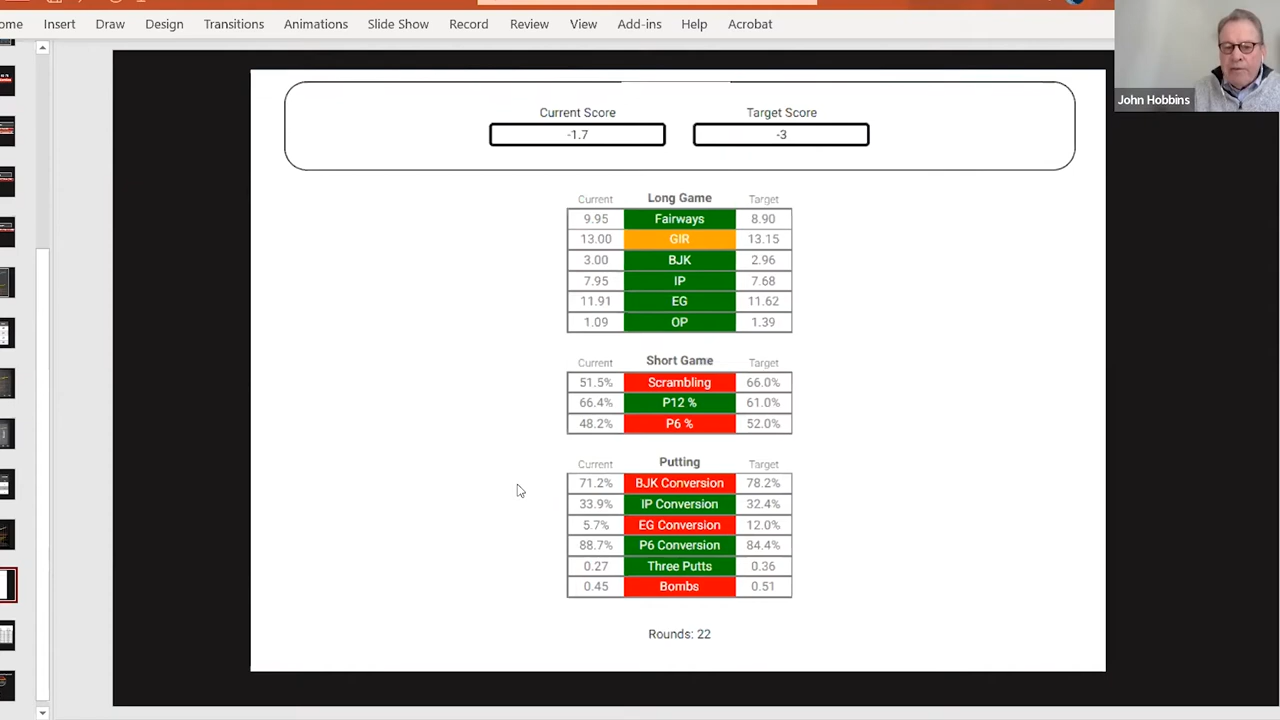 ome Insert Draw Design Transitions Animations Slide Show Record Review View Add-ins Help Acrobat
John Hobbins
Current Score Target Score
-1.7 -3
Current Long Game Target
9.95 Fairways 8.90
13.00 GIR 13.15
3.00 BJK 2.96
7.95 IP 7.68
11.91 EG 11.62
1.09 OP 1.39
Current Short Game Target
51.5% Scrambling 66.0%
66.4% P12 % 61.0%
48.2% P6 % 52.0%
Current Putting Target
71.2% BJK Conversion 78.2%
33.9% IP Conversion 32.4%
5.7% EG Conversion 12.0%
88.7% P6 Conversion 84.4%
0.27 Three Putts 0.36
0.45 Bombs 0.51
Rounds: 22